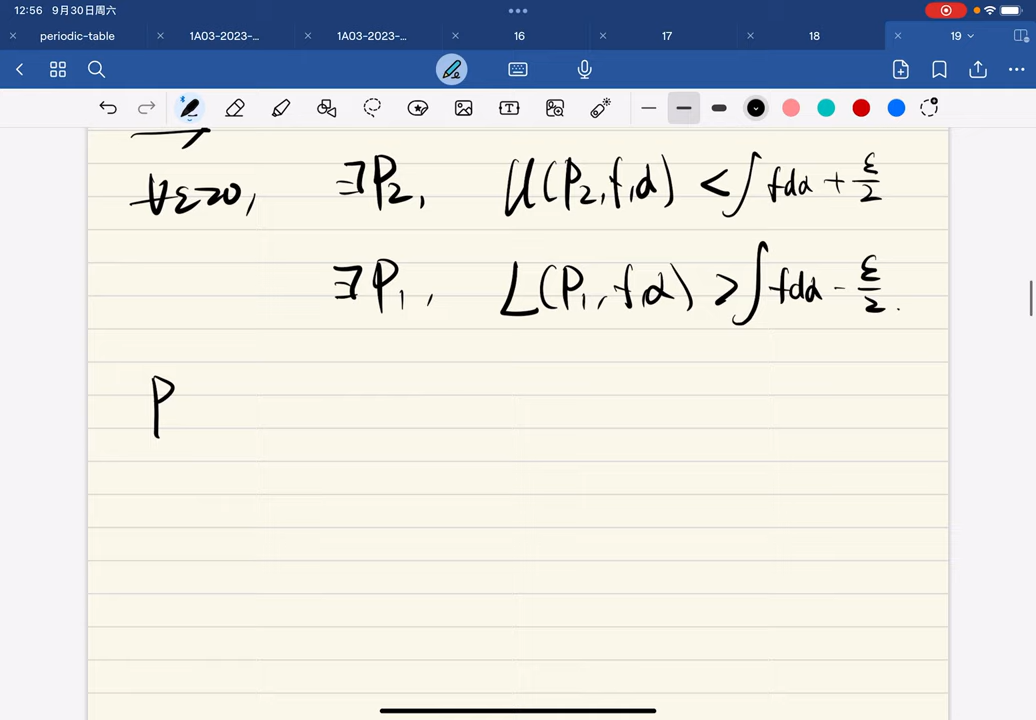 12:56 9月30日周六
periodic-table 1A03-2023-... 1A03-2023-... 16 17 18 19
∀ε>0, ∃P₂, U(P₂,f,α) < ∫fdα + ε/2
∃P₁, L(P₁,f,α) > ∫fdα - ε/2.
P